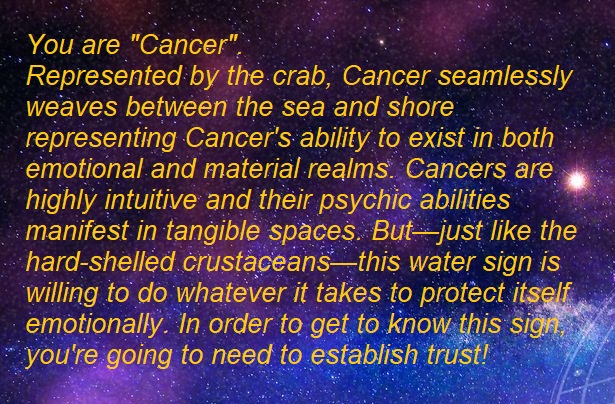 You are "Cancer".
Represented by the crab, Cancer seamlessly
weaves between the sea and shore
representing Cancer's ability to exist in both
emotional and material realms. Cancers are
highly intuitive and their psychic abilities
manifest in tangible spaces. But—just like the
hard-shelled crustaceans—this water sign is
willing to do whatever it takes to protect itself
emotionally. In order to get to know this sign,
you're going to need to establish trust!